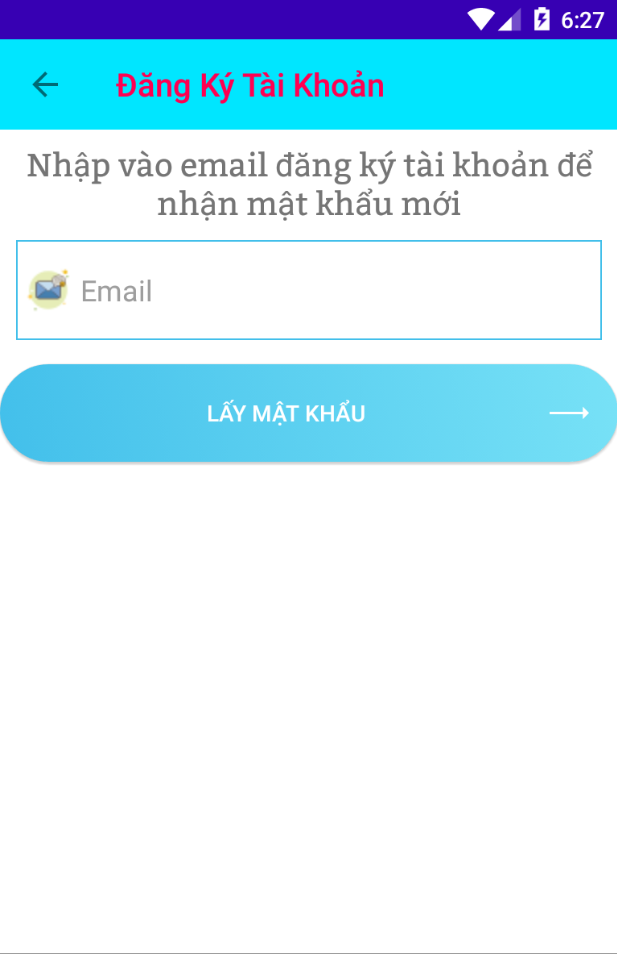 6:27
Đăng Ký Tài Khoản
Nhập vào email đăng ký tài khoản để
nhận mật khẩu mới
Email
LẤY MẬT KHẨU